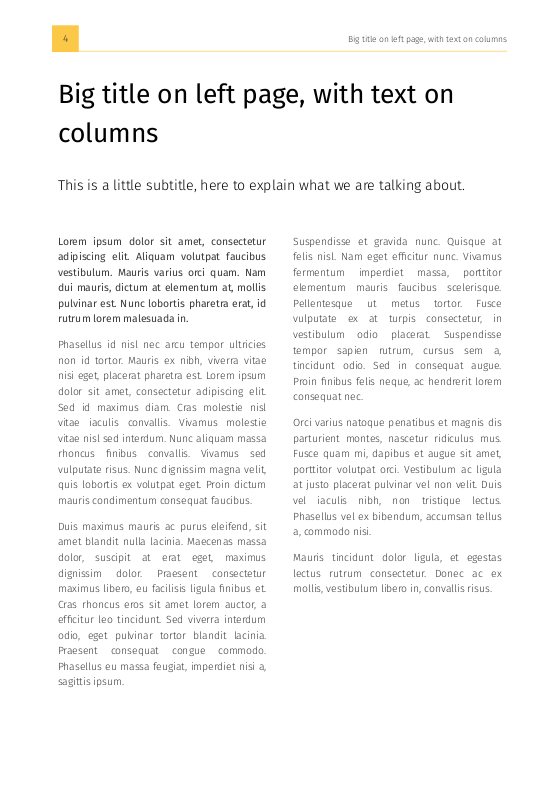 4
Big title on left page, with text on columns
Big title on left page, with text on
columns
This is a little subtitle, here to explain what we are talking about.
Lorem ipsum dolor sit amet, consectetur
adipiscing elit. Aliquam volutpat faucibus
vestibulum. Mauris varius orci quam. Nam
dui mauris, dictum at elementum at, mollis
pulvinar est. Nunc lobortis pharetra erat, id
rutrum lorem malesuada in.
Phasellus id nisl nec arcu tempor ultricies
non id tortor. Mauris ex nibh, viverra vitae
nisi eget, placerat pharetra est. Lorem ipsum
dolor sit amet, consectetur adipiscing elit.
Sed id maximus diam. Cras molestie nisl
vitae iaculis convallis. Vivamus molestie
vitae nisl sed interdum. Nunc aliquam massa
rhoncus finibus convallis. Vivamus sed
vulputate risus. Nunc dignissim magna velit,
quis lobortis ex volutpat eget. Proin dictum
mauris condimentum consequat faucibus.
Duis maximus mauris ac purus eleifend, sit
amet blandit nulla lacinia. Maecenas massa
dolor, suscipit at erat eget, maximus
dignissim dolor. Praesent consectetur
maximus libero, eu facilisis ligula finibus et.
Cras rhoncus eros sit amet lorem auctor, a
efficitur leo tincidunt. Sed viverra interdum
odio, eget pulvinar tortor blandit lacinia.
Praesent consequat congue commodo.
Phasellus eu massa feugiat, imperdiet nisi a,
sagittis ipsum.
Suspendisse et gravida nunc. Quisque at
felis nisl. Nam eget efficitur nunc. Vivamus
fermentum imperdiet massa, porttitor
elementum mauris faucibus scelerisque.
Pellentesque ut metus tortor. Fusce
vulputate ex at turpis consectetur, in
vestibulum odio placerat. Suspendisse
tempor sapien rutrum, cursus sem a,
tincidunt odio. Sed in consequat augue.
Proin finibus felis neque, ac hendrerit lorem
consequat nec.
Orci varius natoque penatibus et magnis dis
parturient montes, nascetur ridiculus mus.
Fusce quam mi, dapibus et augue sit amet,
porttitor volutpat orci. Vestibulum ac ligula
at justo placerat pulvinar vel non velit. Duis
vel iaculis nibh, non tristique lectus.
Phasellus vel ex bibendum, accumsan tellus
a, commodo nisi.
Mauris tincidunt dolor ligula, et egestas
lectus rutrum consectetur. Donec ac ex
mollis, vestibulum libero in, convallis risus.